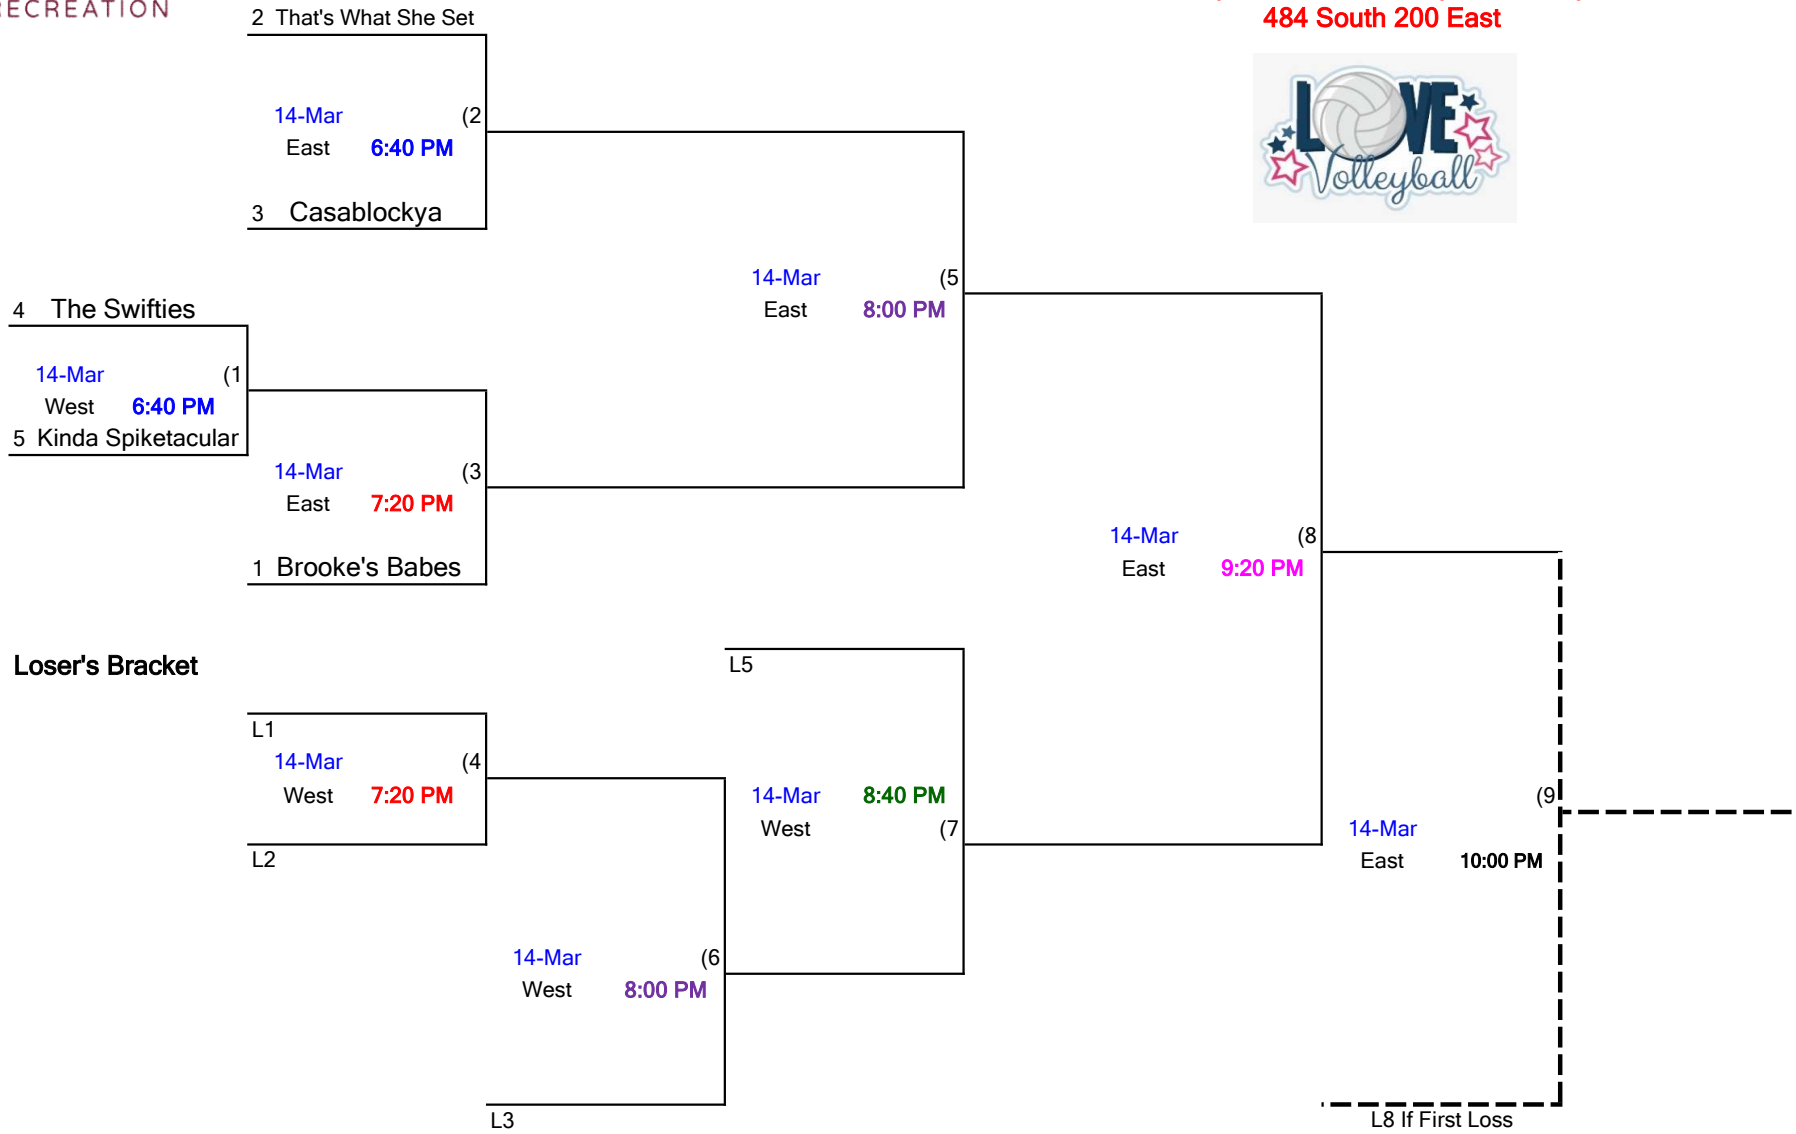 RECREATION
2 That's What She Set
484 South 200 East
LOVE
Volleyball
14-Mar (2
East 6:40 PM
3 Casablockya
14-Mar (5
East 8:00 PM
4 The Swifties
14-Mar (1
West 6:40 PM
5 Kinda Spiketacular
14-Mar (3
East 7:20 PM
1 Brooke's Babes
14-Mar (8
East 9:20 PM
Loser's Bracket
L5
L1
14-Mar (4
West 7:20 PM
L2
14-Mar 8:40 PM
West (7
(9
14-Mar
East 10:00 PM
14-Mar (6
West 8:00 PM
L3
L8 If First Loss